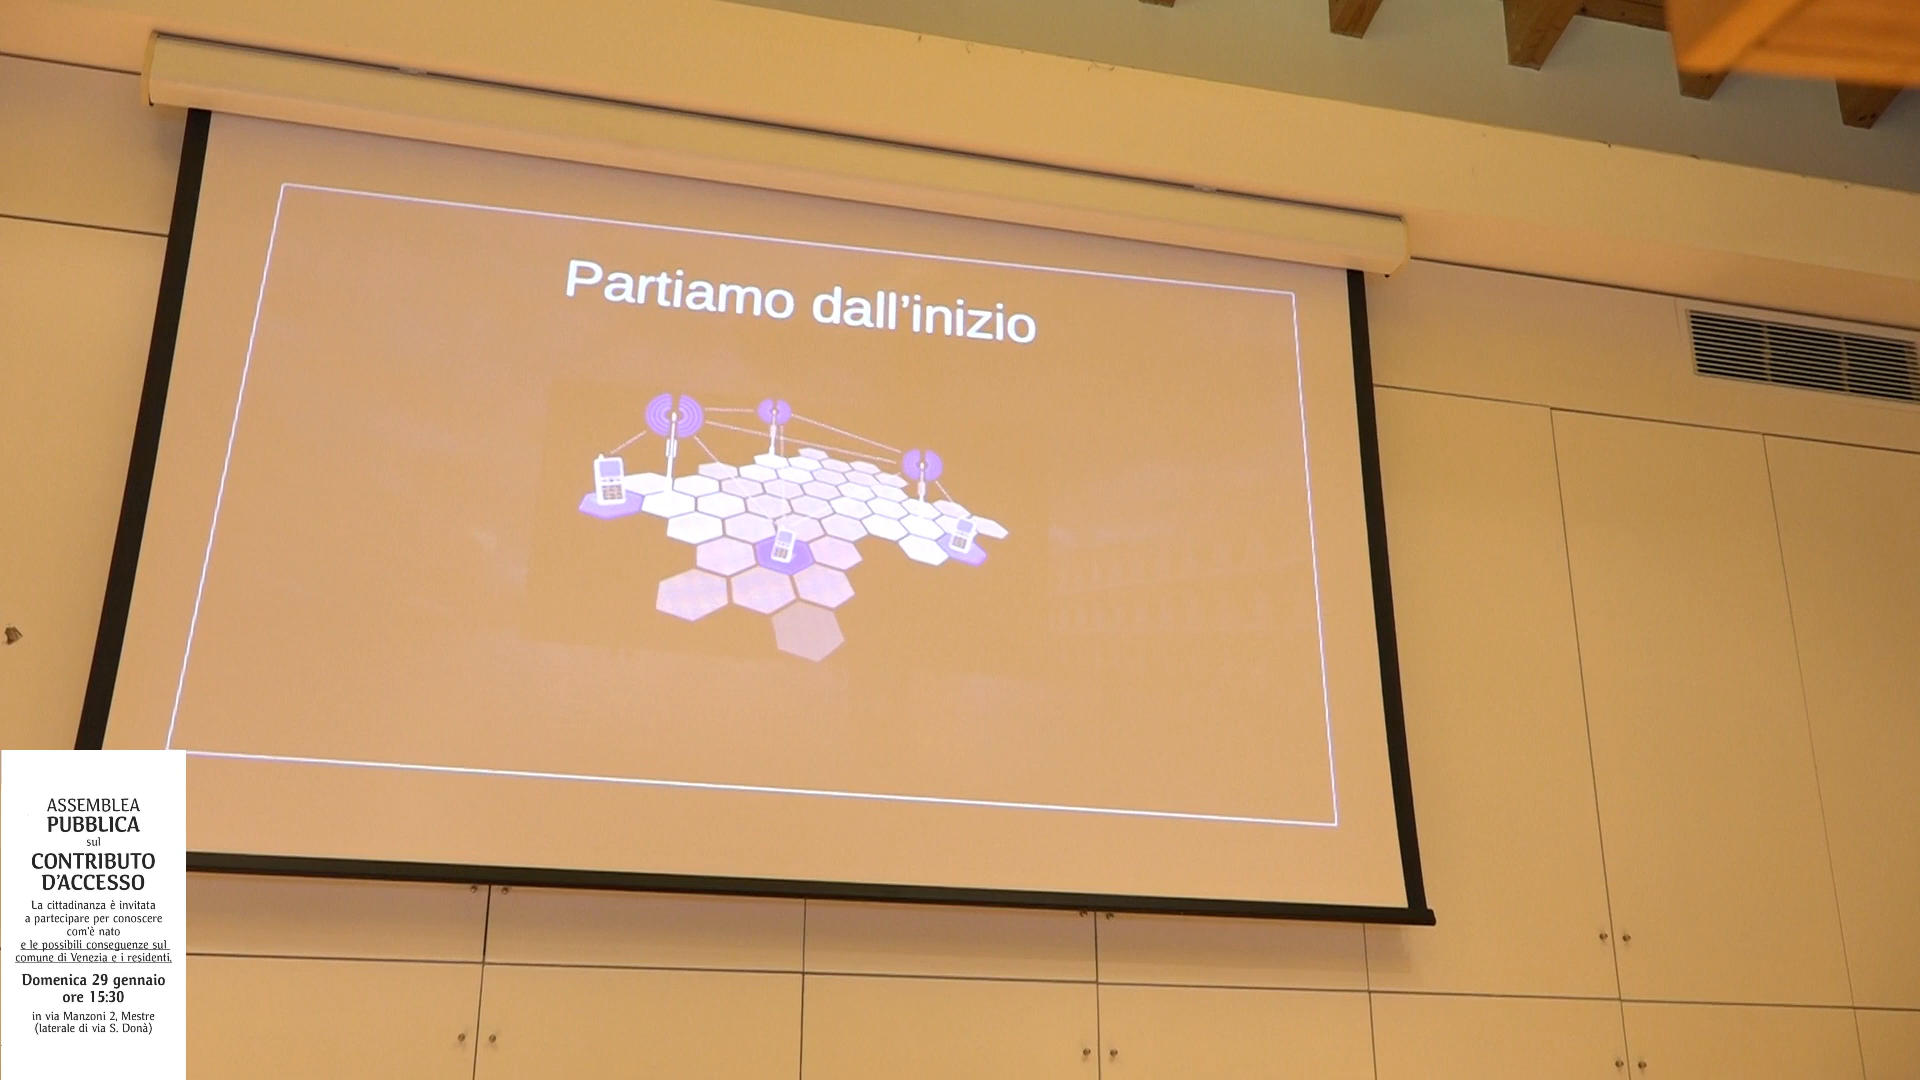 Partiamo dall'inizio
ASSEMBLEA
PUBBLICA
sul
CONTRIBUTO
D'ACCESSO
La cittadinanza è invitata
a partecipare per conoscere
com'è nato
e le possibili conseguenze sul
comune di Venezia e i residenti.
Domenica 29 gennaio
ore 15:30
in via Manzoni 2, Mestre
(laterale di via S. Donà)